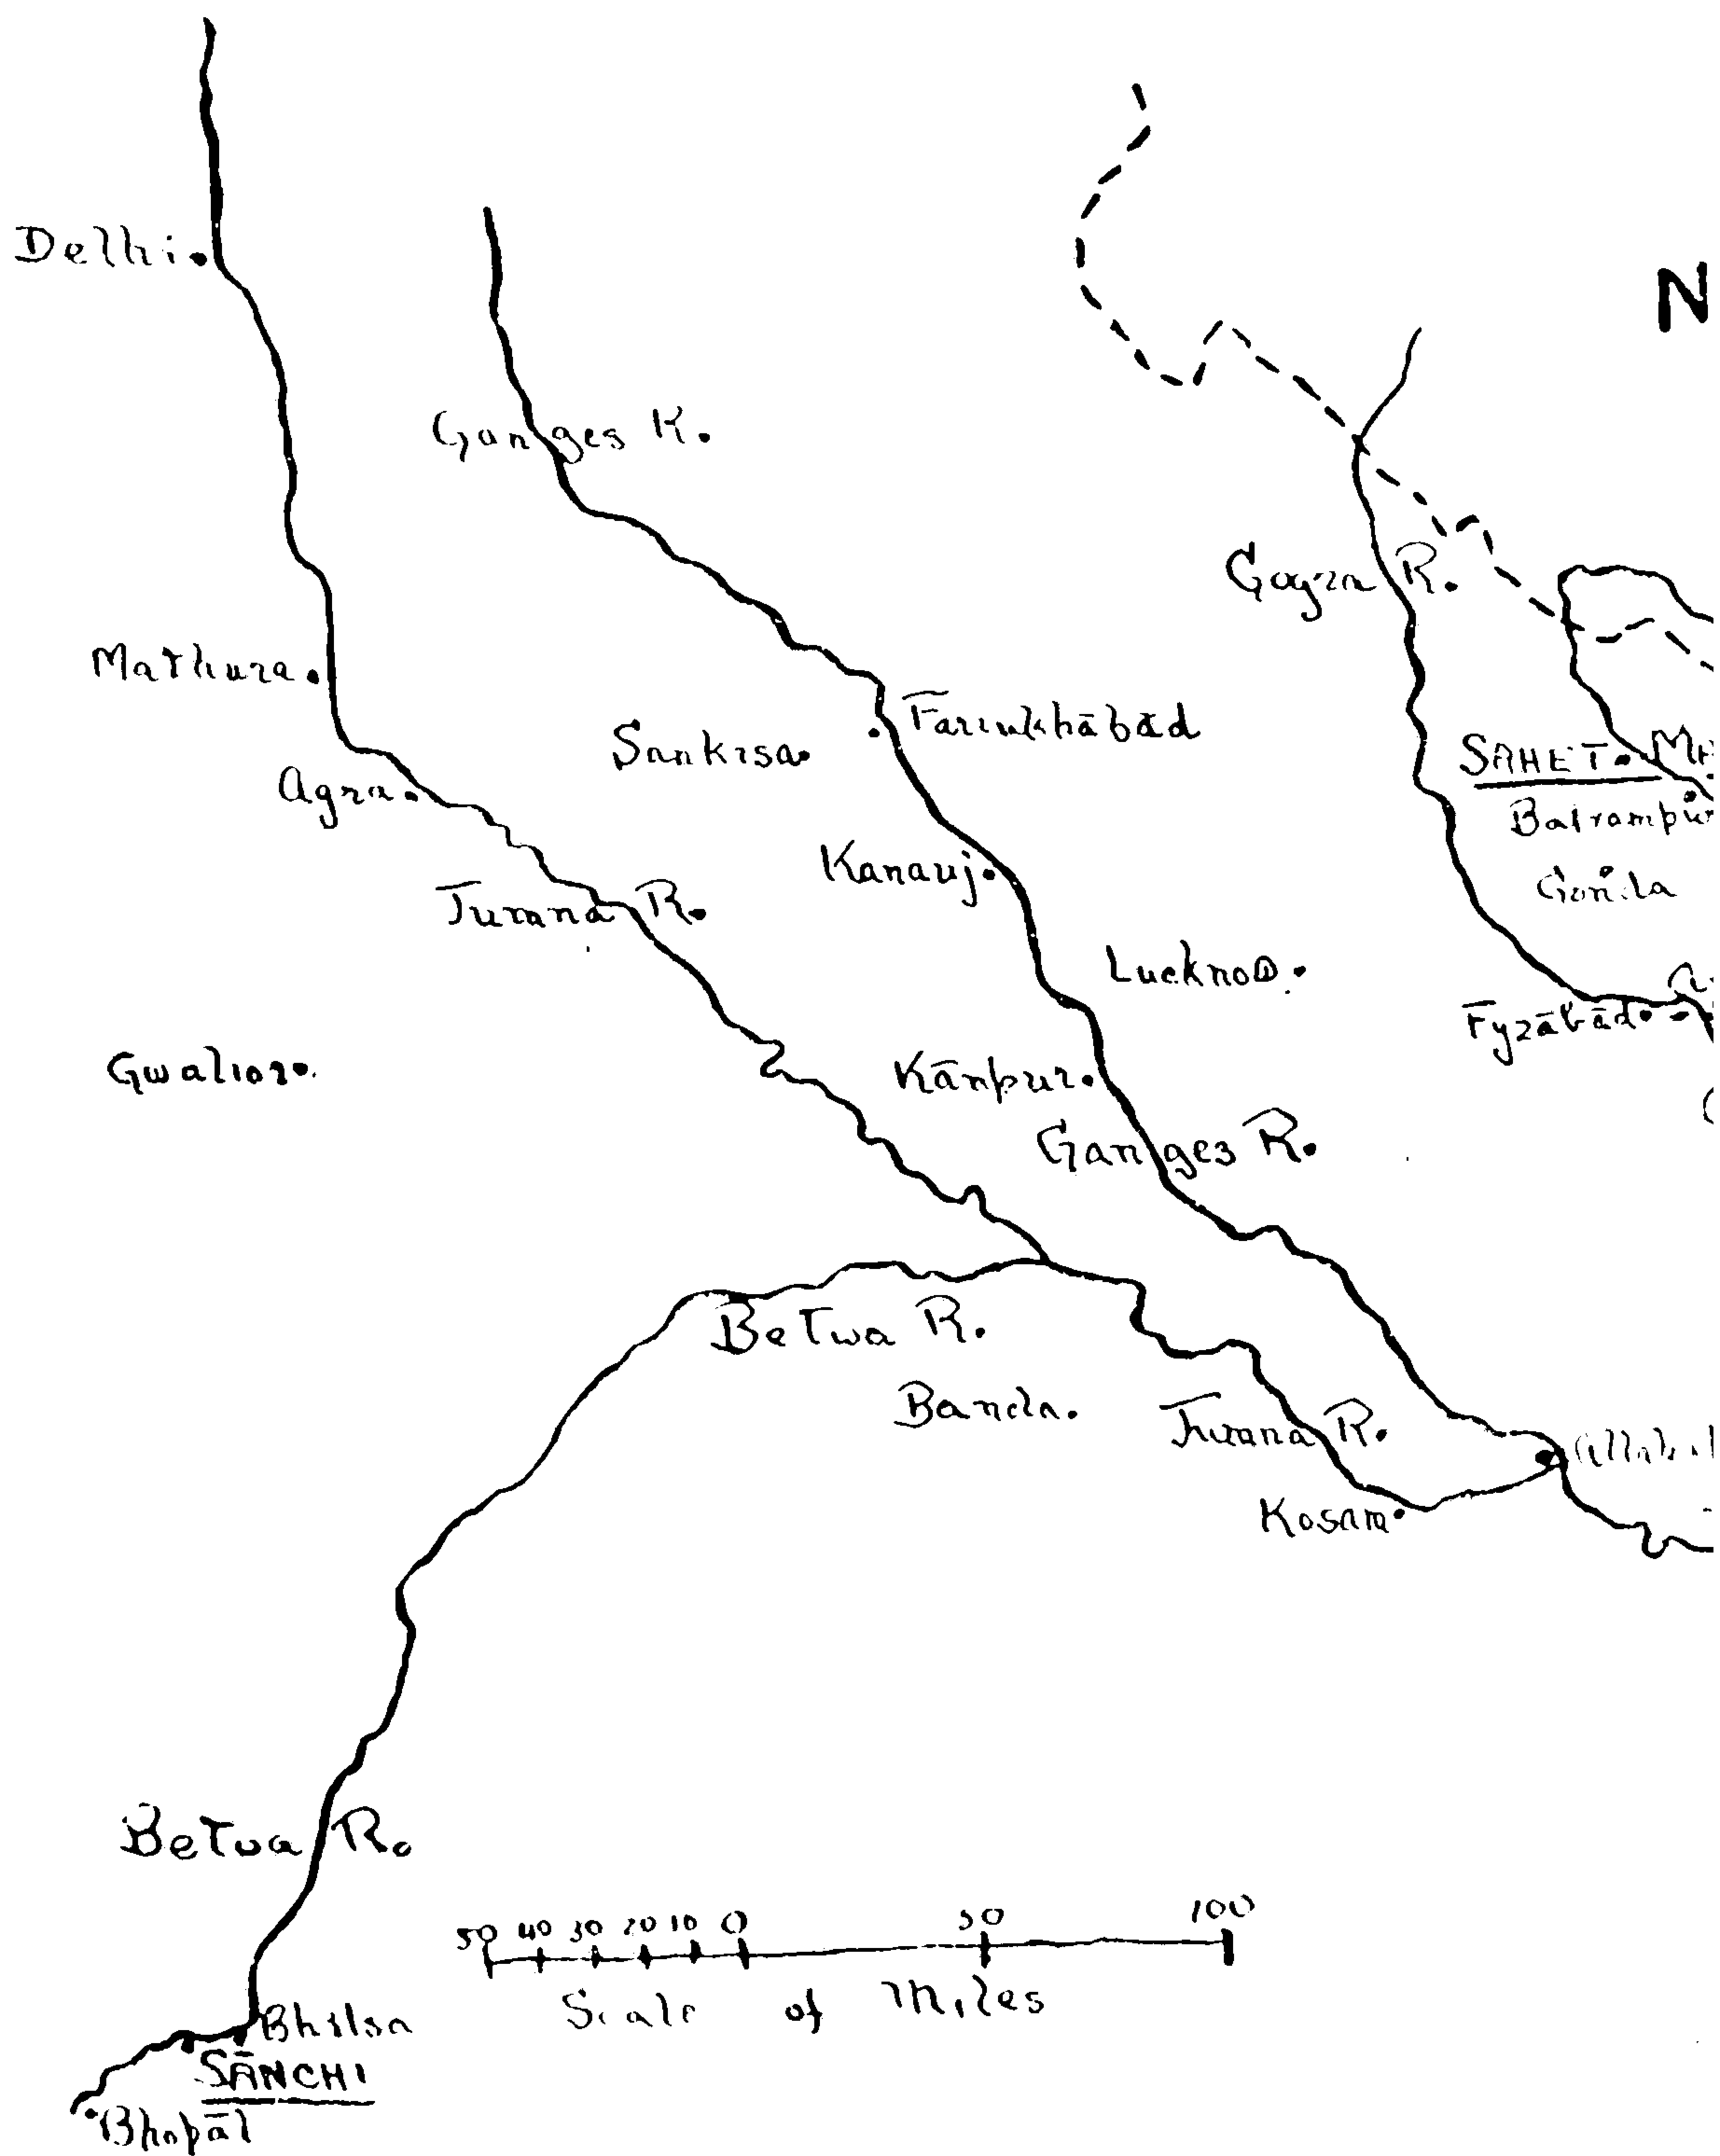 Delhi
N
Ganges R.
Gogra R.
Mathura
Farrukhābād
Sankisa
SAHET
Agra
Balrampur
Kanauj
Gonda
Jumna R.
Lucknow
Fyzābād
Gwalior
Kānpur
Ganges R.
Betwa R.
Banda
Jumna R.
Kosam
Betwa R.
50 40 30 20 10 0 50 100
Scale of Miles
Bhilsa
SĀNCHI
Bhopāl